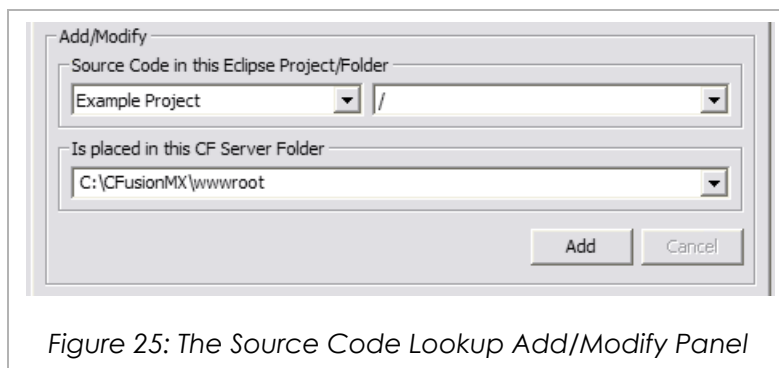 Add/Modify
Source Code in this Eclipse Project/Folder
Example Project /
Is placed in this CF Server Folder
C:\CFusionMX\wwwroot
Add Cancel
Figure 25: The Source Code Lookup Add/Modify Panel